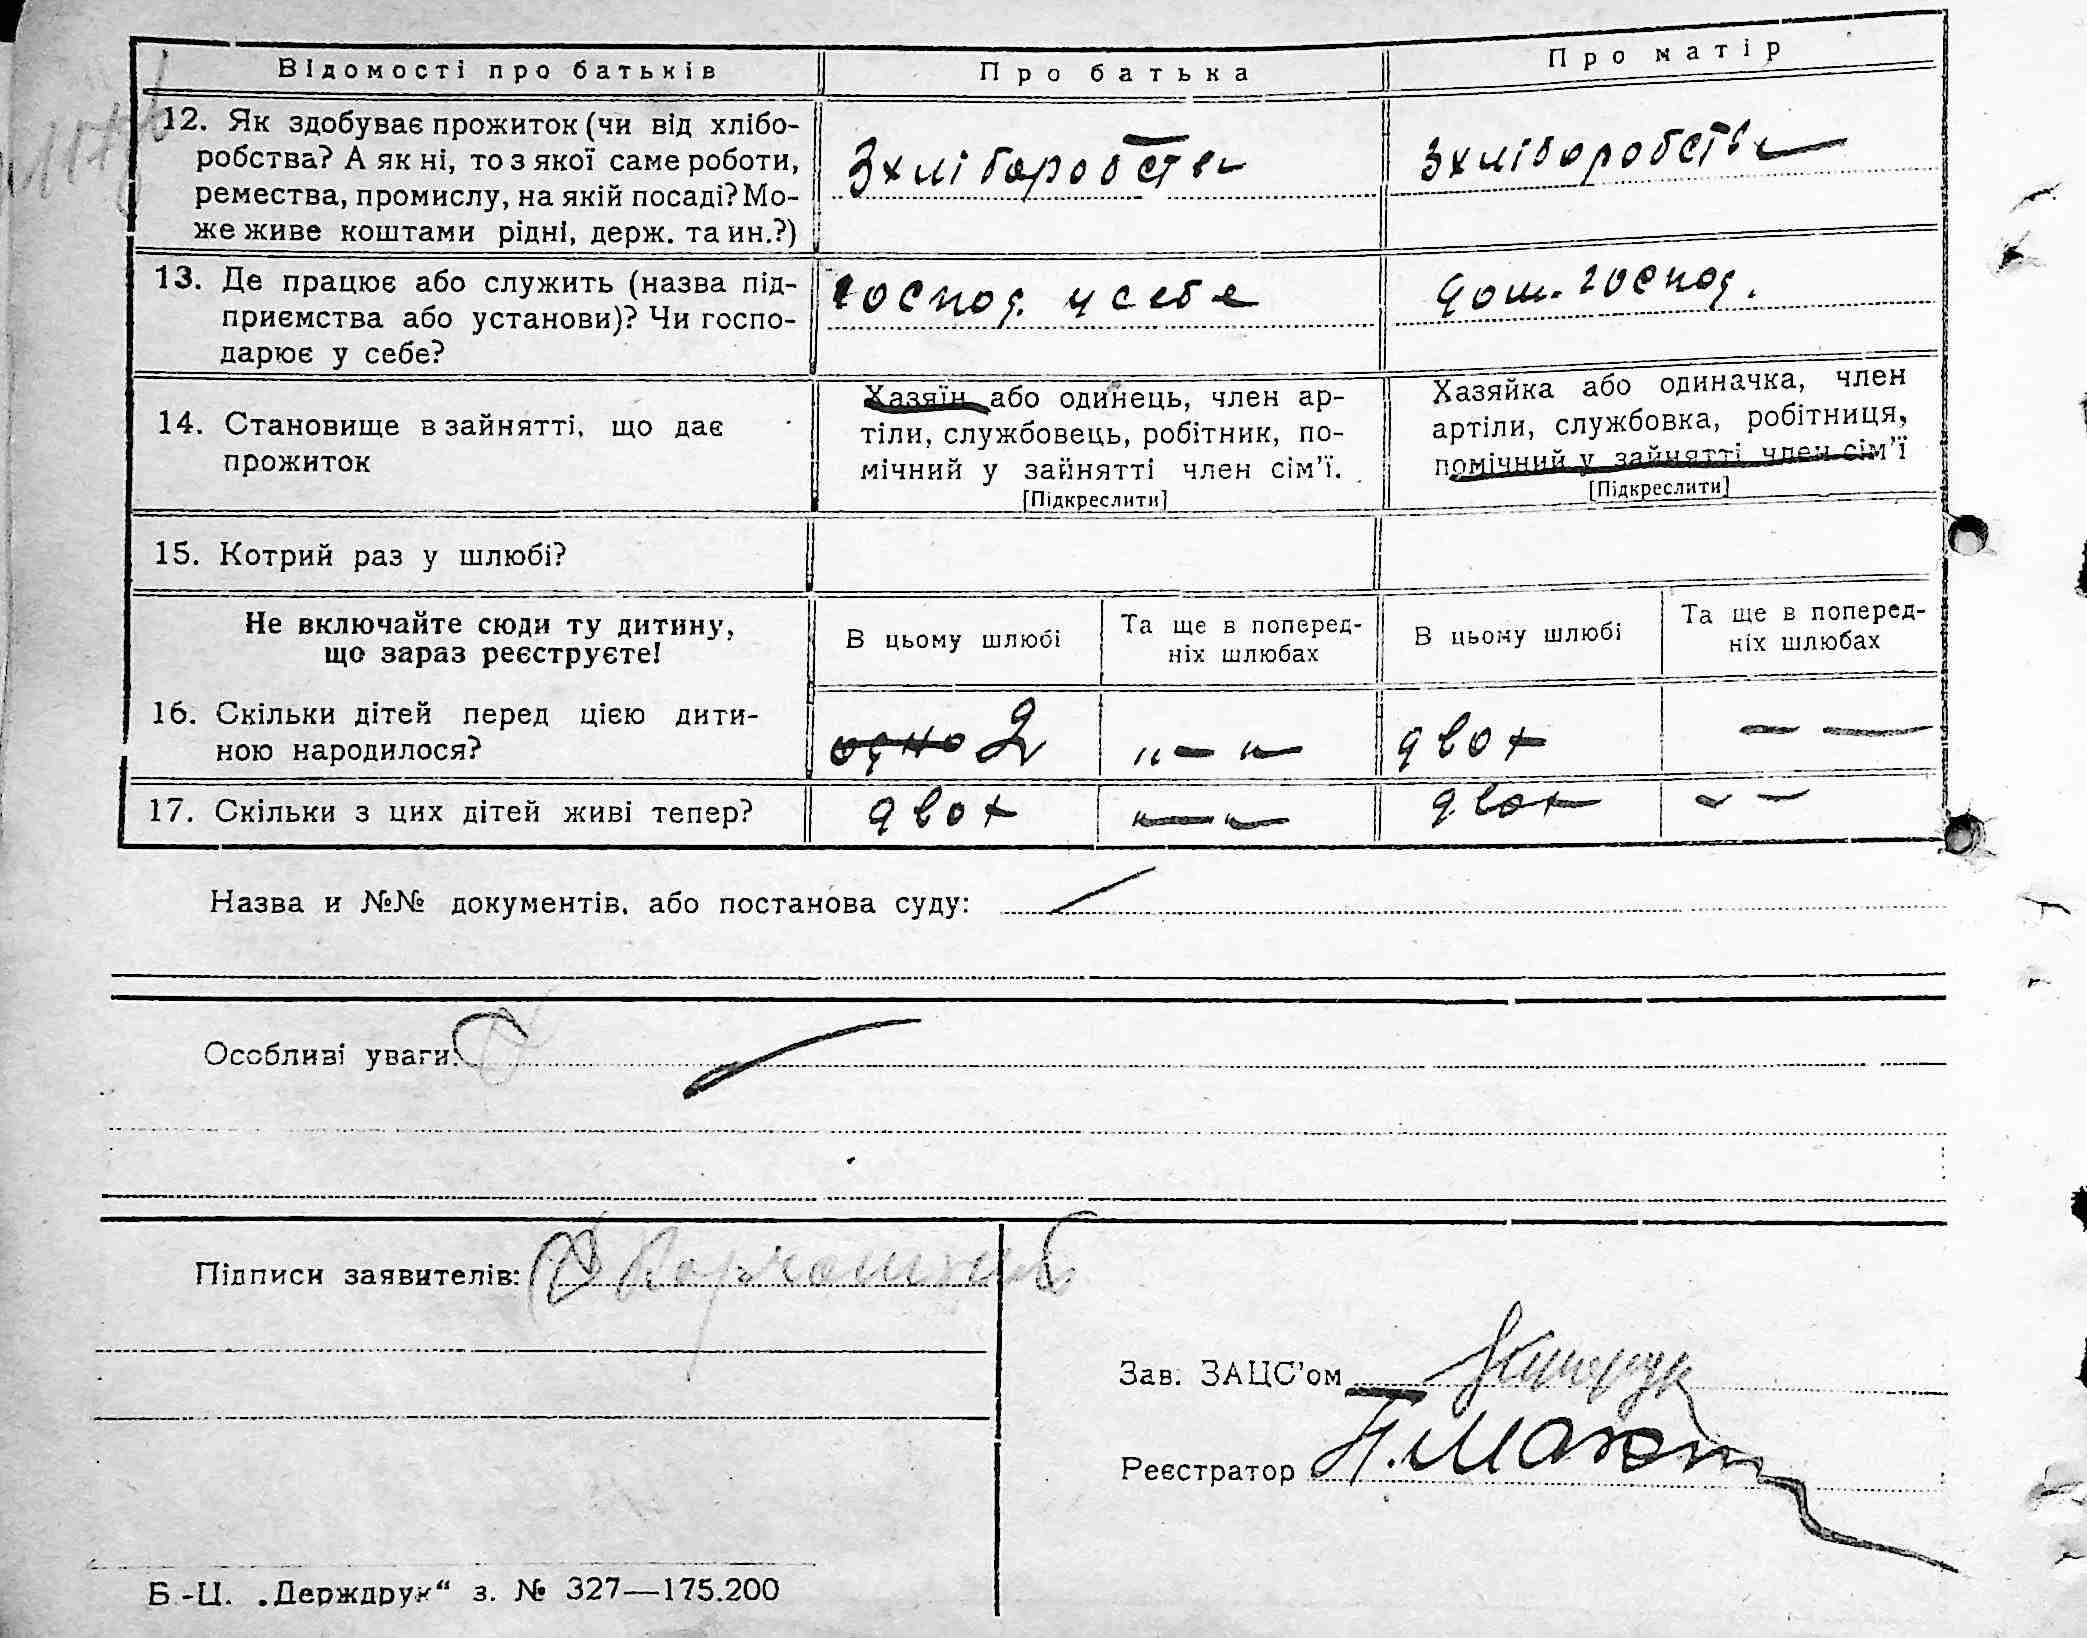 Відомості про батьків Про батька Про матір
12. Як здобуває прожиток (чи від хлібо-
робства? А як ні, то з якої саме роботи,
ремества, промислу, на якій посаді? Мо-
же живе коштами рідні, держ. та ин.?)
З хліборобства
З хліборобства
13. Де працює або служить (назва під-
приємства або установи)? Чи госпо-
дарює у себе?
господ. у себе
дом. господ.
14. Становище в зайнятті, що дає
прожиток
Хазяїн або одинець, член ар-
тіли, службовець, робітник, по-
мічний у зайнятті член сім'ї.
[Підкреслити]
Хазяйка або одиначка, член
артіли, службовка, робітниця,
помічний у зайнятті член сім'ї
[Підкреслити]
15. Котрий раз у шлюбі?
Не включайте сюди ту дитину,
що зараз реєструєте!
В цьому шлюбі
Та ще в поперед-
ніх шлюбах
В цьому шлюбі
Та ще в поперед-
ніх шлюбах
16. Скільки дітей перед цією дити-
ною народилося?
одно 2 „ — „ двох — —
17. Скільки з цих дітей живі тепер?
двох „ — „ двох — —
Назва и №№ документів, або постанова суду:
Особливі уваги:
Підписи заявителів:
Зав. ЗАЦС'ом
Реєстратор П.
Б.-Ц. „Держдрук“ з. № 327—175.200